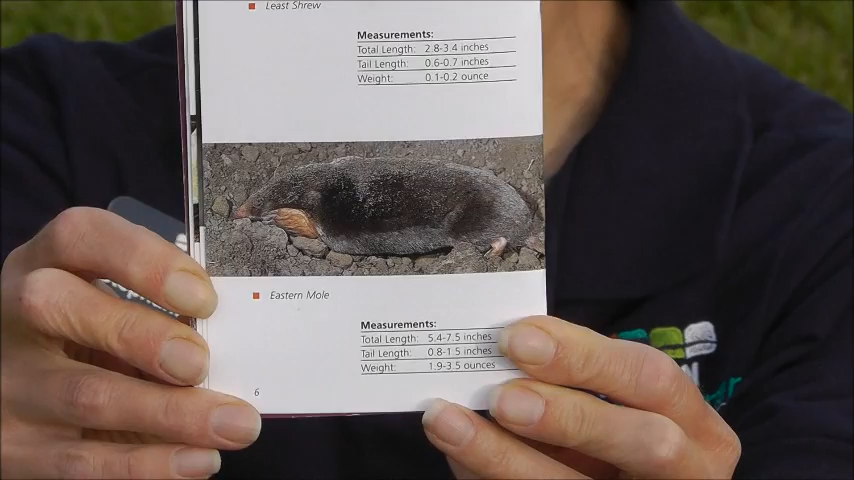 Least Shrew
Measurements:
Total Length: 2.8-3.4 inches
Tail Length: 0.6-0.7 inches
Weight: 0.1-0.2 ounce
Eastern Mole
Measurements:
Total Length: 5.4-7.5 inches
Tail Length: 0.8-1.5 inches
Weight: 1.9-3.5 ounces
6